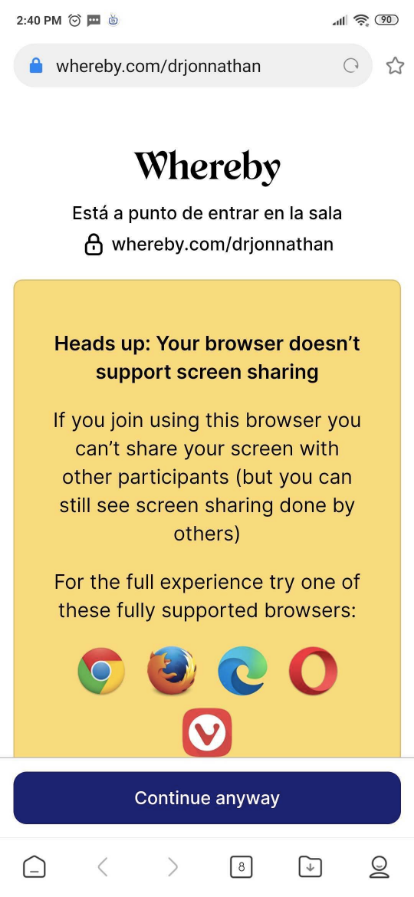 2:40 PM
90
whereby.com/drjonnathan
Whereby
Está a punto de entrar en la sala
whereby.com/drjonnathan
Heads up: Your browser doesn't
support screen sharing
If you join using this browser you
can't share your screen with
other participants (but you can
still see screen sharing done by
others)
For the full experience try one of
these fully supported browsers:
Continue anyway
8